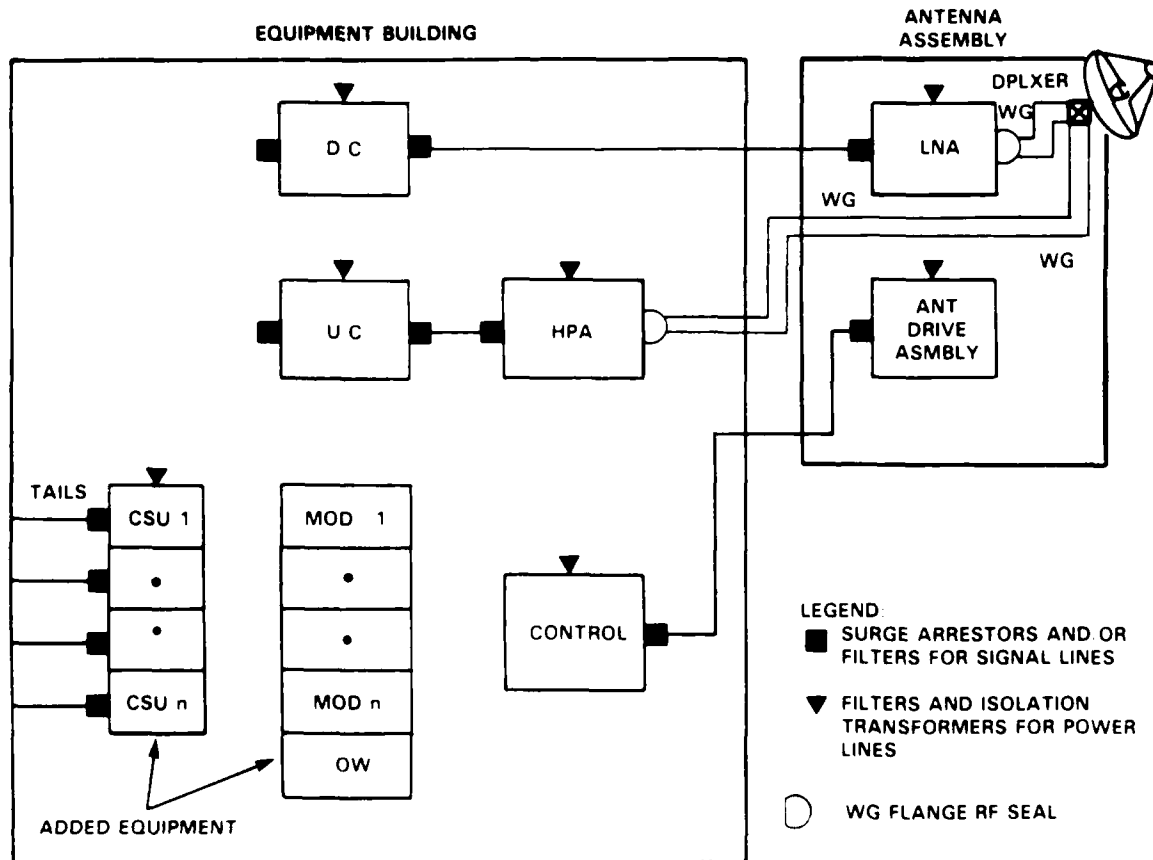 EQUIPMENT BUILDING
ANTENNA
ASSEMBLY
DPLXER
WG
D C
LNA
WG
WG
U C
HPA
ANT
DRIVE
ASMBLY
TAILS
CSU 1
MOD 1
CONTROL
CSU n
MOD n
OW
ADDED EQUIPMENT
LEGEND:
SURGE ARRESTORS AND/OR
FILTERS FOR SIGNAL LINES
FILTERS AND ISOLATION
TRANSFORMERS FOR POWER
LINES
WG FLANGE RF SEAL